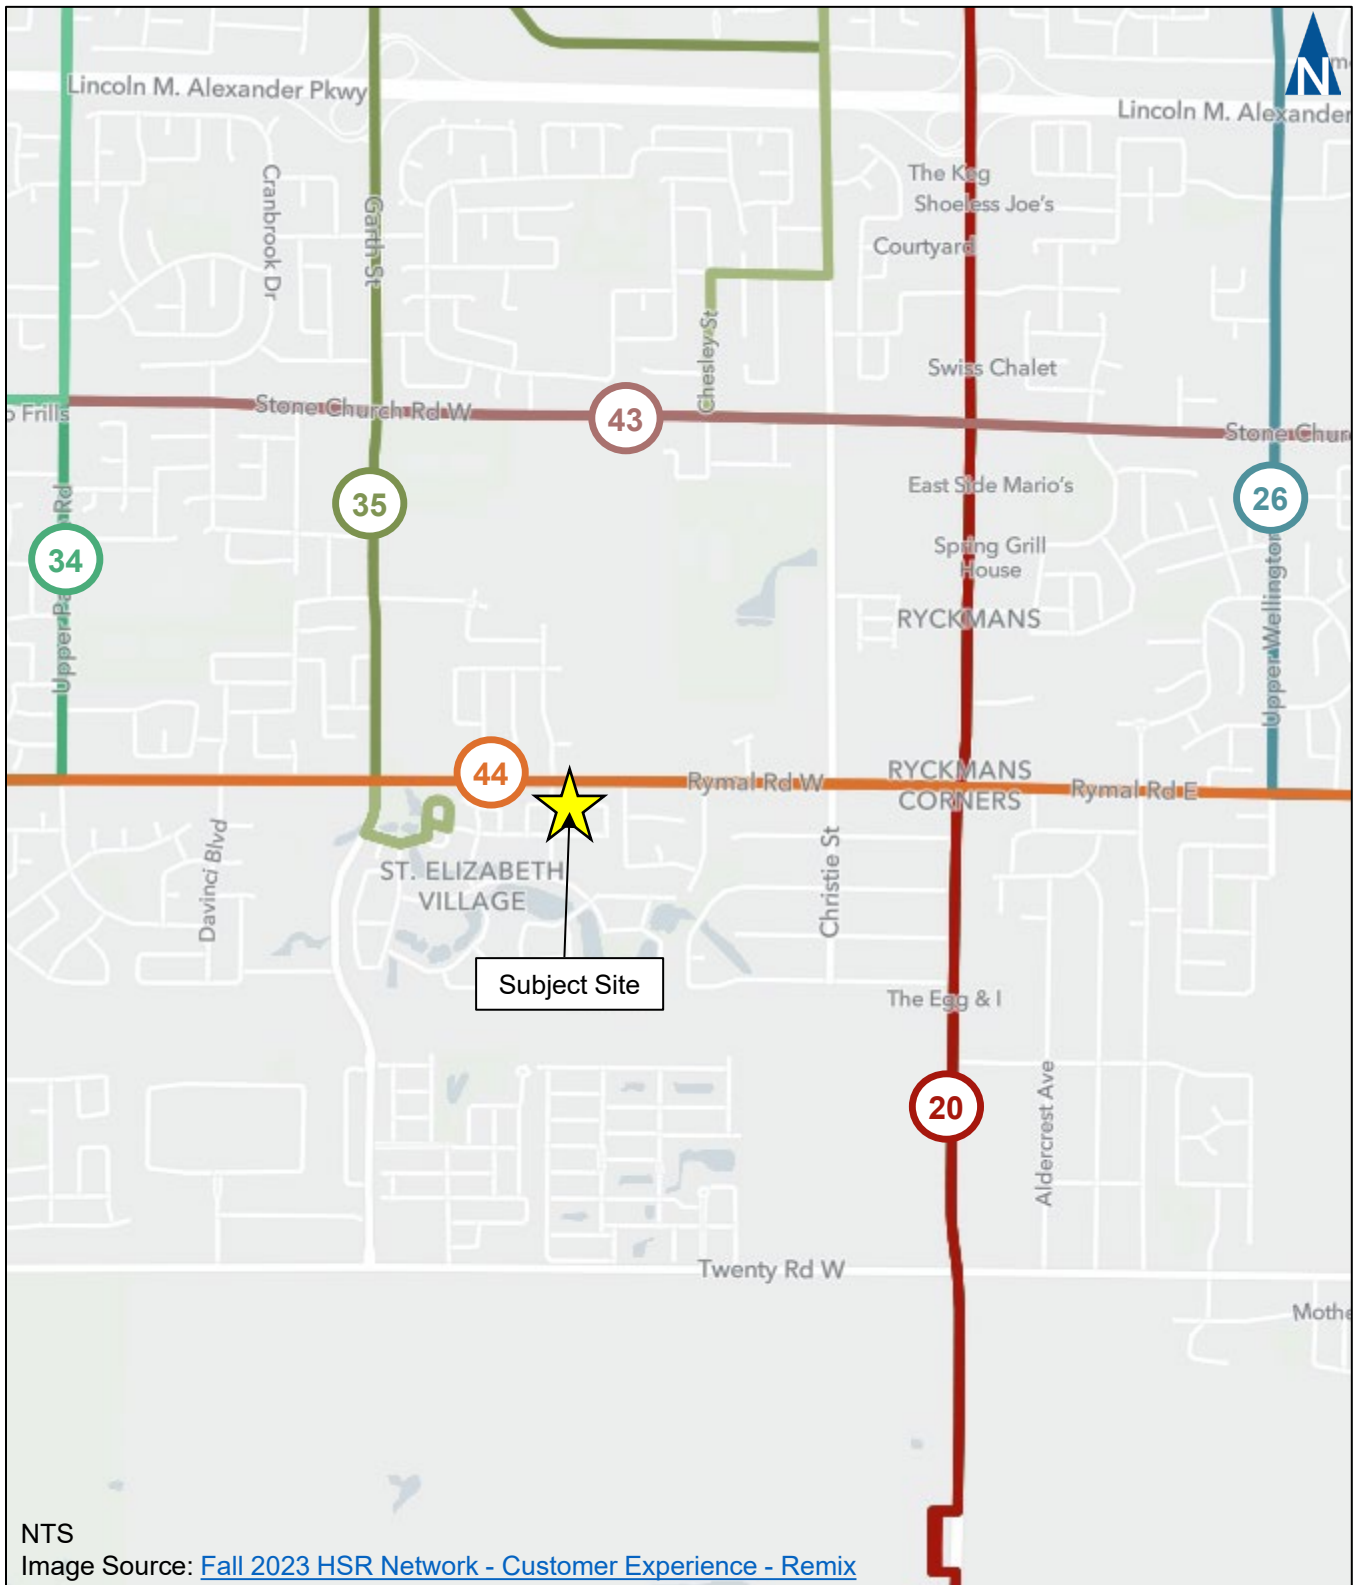 N
Lincoln M. Alexander Pkwy
Lincoln M. Alexander
Cranbrook Dr
Garth St
The Keg
Shoeless Joe's
Courtyard
Chesley St
Swiss Chalet
Frills
Stone Church Rd W
43
Stone Chur
35
East Side Mario's
26
34
Spring Grill
House
RYCKMANS
Upper Wellington
44
Rymal Rd W
RYCKMANS
CORNERS
Rymal Rd E
Davinci Blvd
ST. ELIZABETH
VILLAGE
Christie St
Subject Site
The Egg & I
20
Aldercrest Ave
Twenty Rd W
Mothe
NTS
Image Source: Fall 2023 HSR Network - Customer Experience - Remix